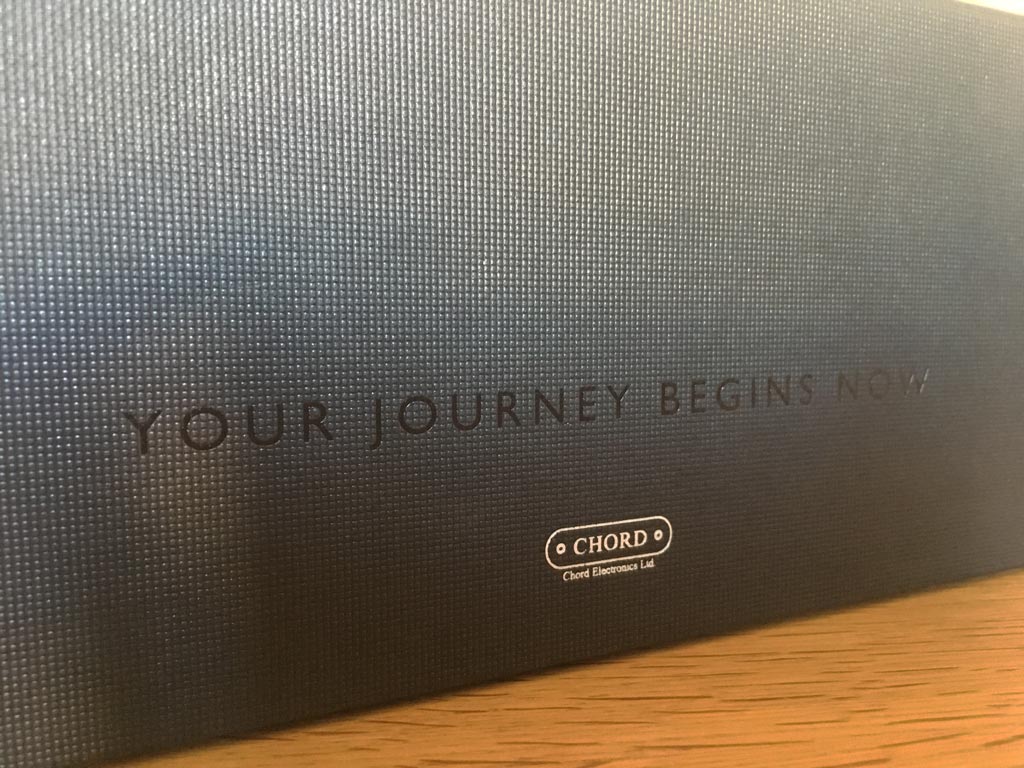 YOUR JOURNEY BEGINS NOW
CHORD
Chord Electronics Ltd.